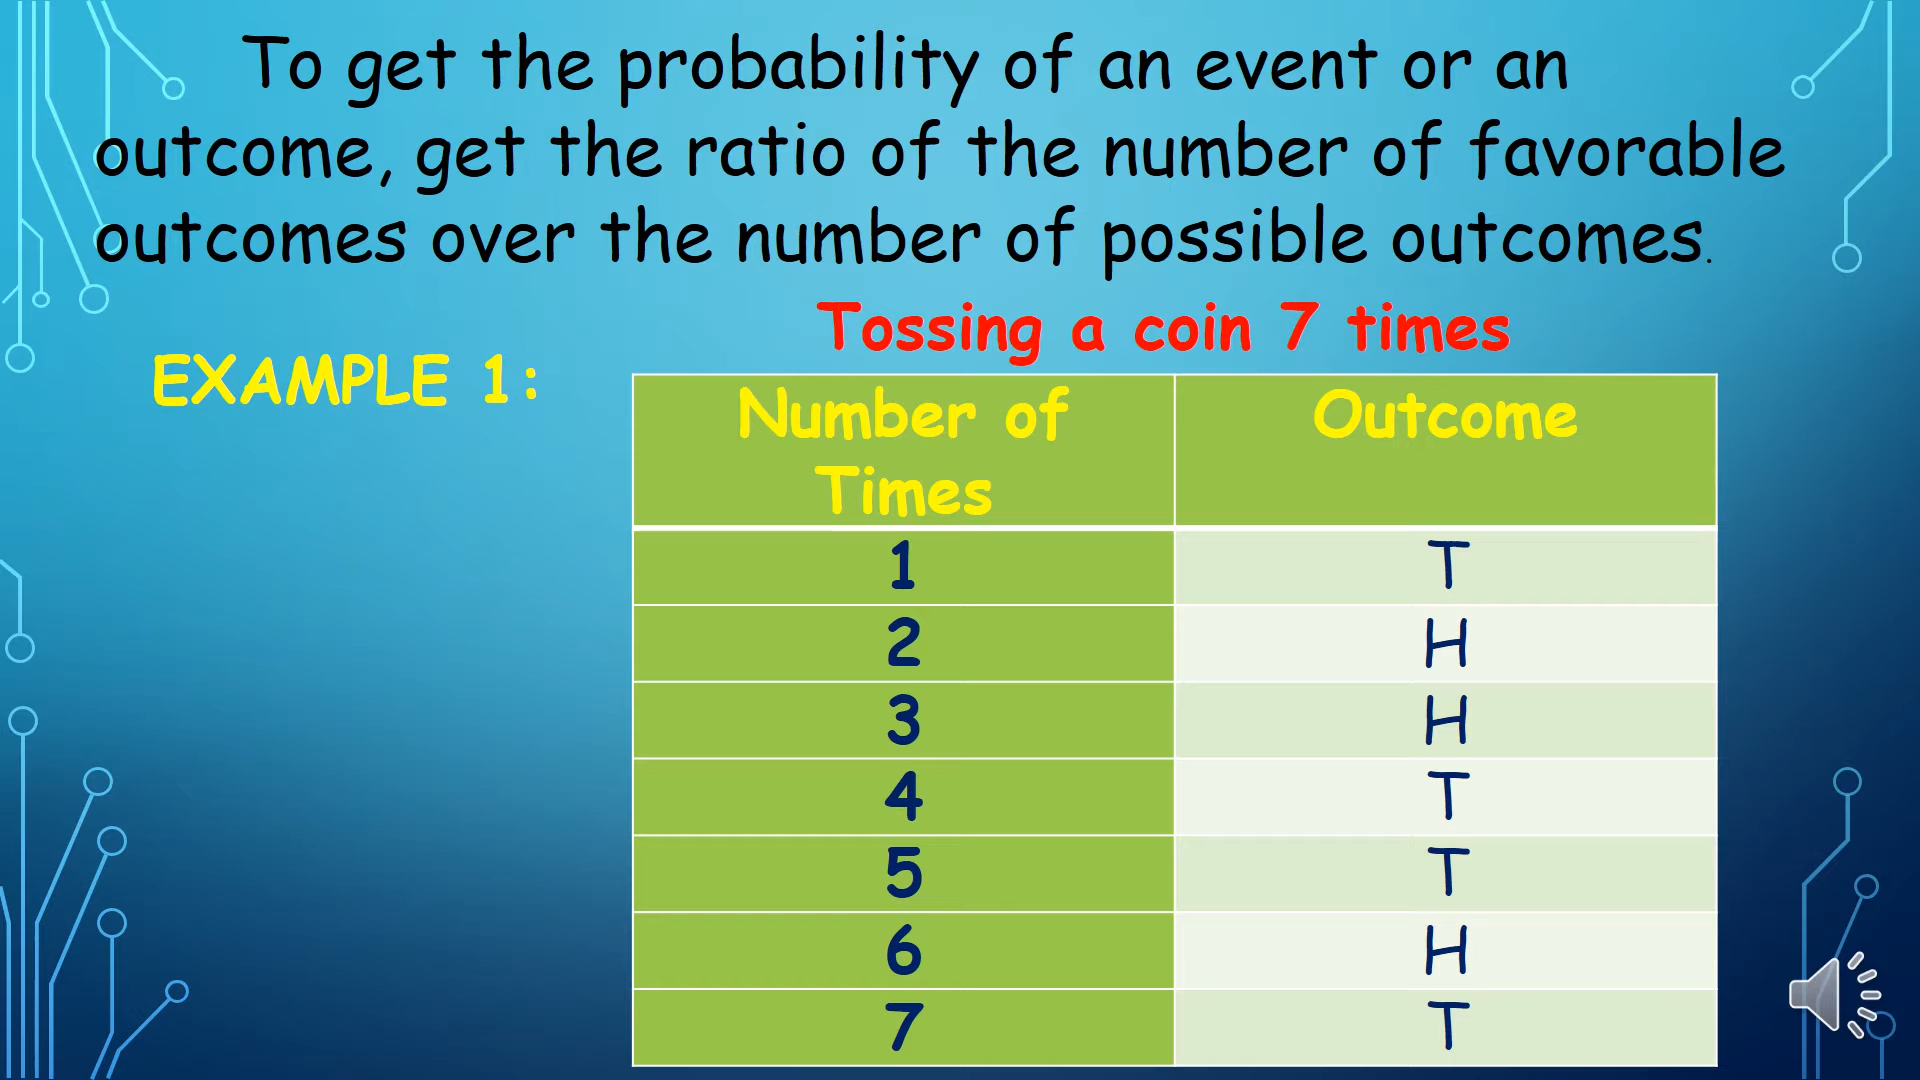 To get the probability of an event or an
outcome, get the ratio of the number of favorable
outcomes over the number of possible outcomes.
Tossing a coin 7 times
EXAMPLE 1:
Number of Times Outcome
1 T
2 H
3 H
4 T
5 T
6 H
7 T